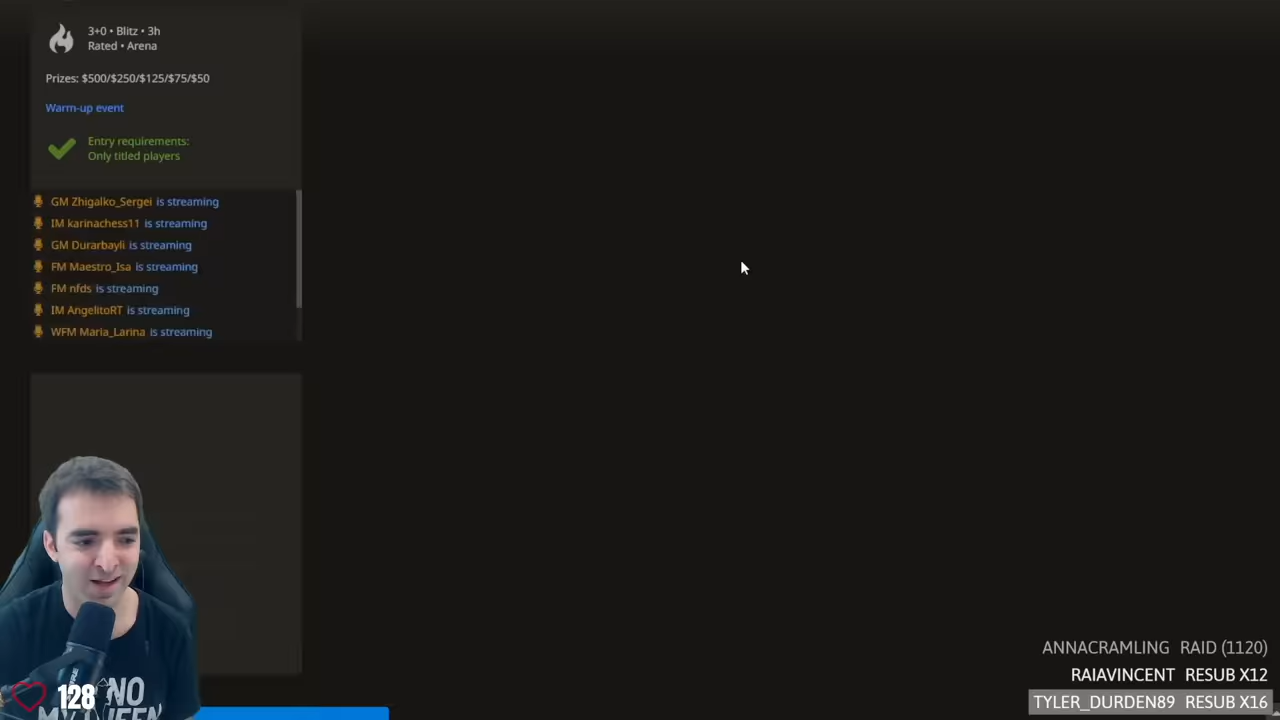 3+0 • Blitz • 3h
Rated • Arena
Prizes: $500/$250/$125/$75/$50
Warm-up event
Entry requirements:
Only titled players
GM Zhigalko_Sergei is streaming
IM karinachess11 is streaming
GM Durarbayli is streaming
FM Maestro_Isa is streaming
FM nfds is streaming
IM AngelitoRT is streaming
WFM Maria_Larina is streaming
ANNACRAMLING RAID (1120)
RAIAVINCENT RESUB X12
TYLER_DURDEN89 RESUB X16
128
NO
MY QUEEN